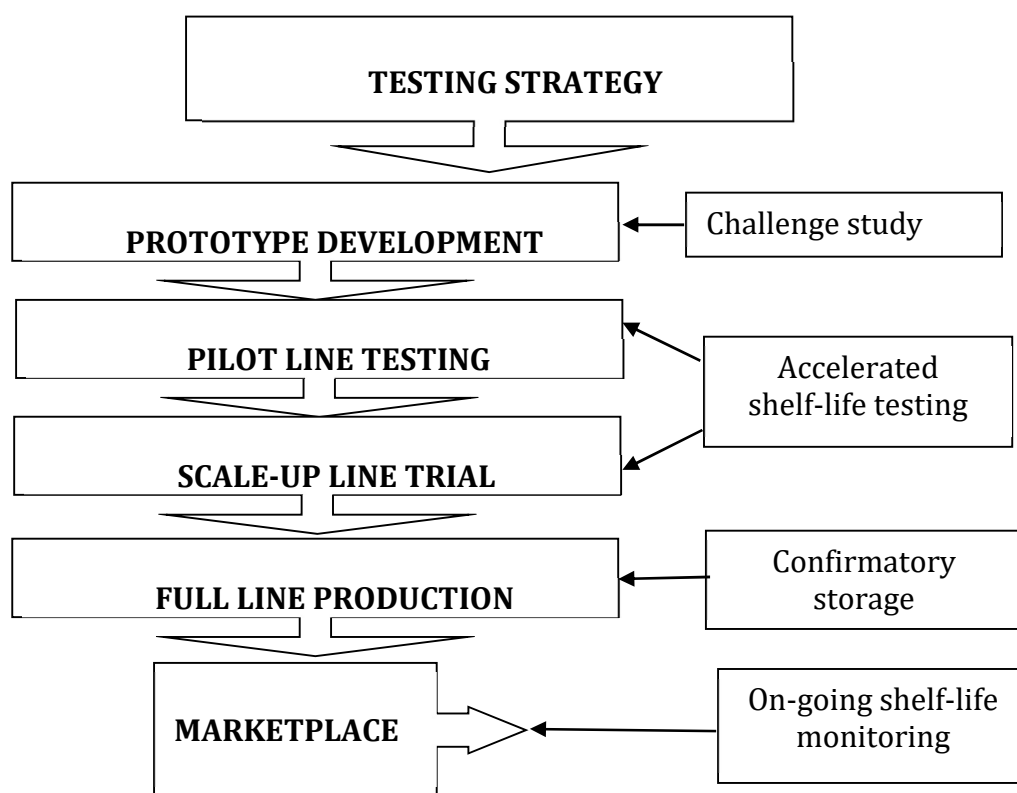 TESTING STRATEGY
PROTOTYPE DEVELOPMENT
Challenge study
PILOT LINE TESTING
Accelerated
shelf-life testing
SCALE-UP LINE TRIAL
FULL LINE PRODUCTION
Confirmatory
storage
MARKETPLACE
On-going shelf-life
monitoring